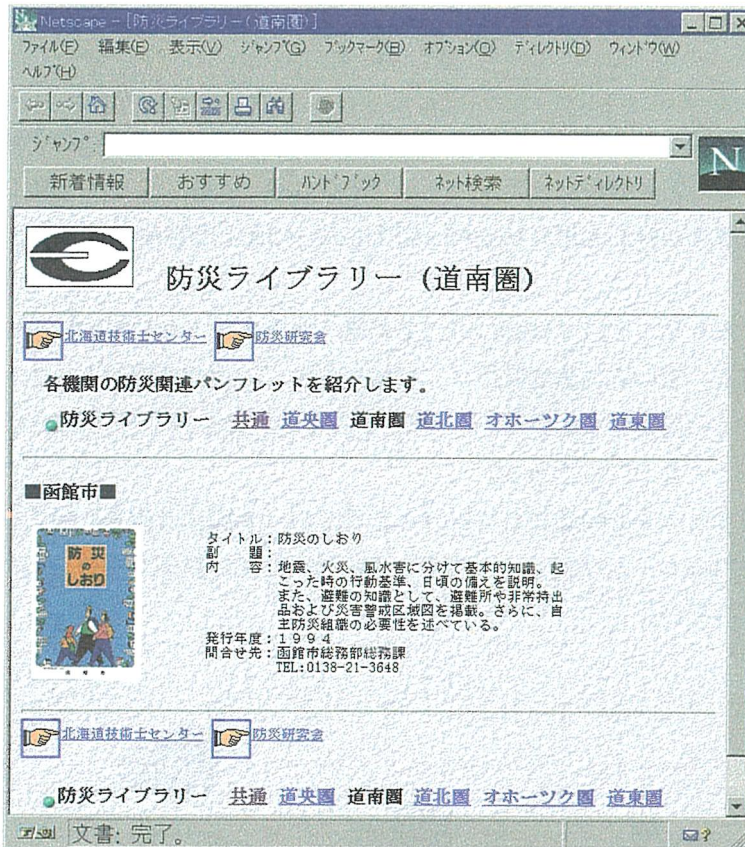 Netscape - [防災ライブラリー(道南圏)]
ファイル(F) 編集(E) 表示(V) ジャンプ(G) ブックマーク(B) オプション(O) ディレクトリ(D) ウィンドウ(W)
ヘルプ(H)
ジャンプ:
N
新着情報 おすすめ ハンドブック ネット検索 ネットディレクトリ
防災ライブラリー(道南圏)
北海道技術士センター 防災研究会
各機関の防災関連パンフレットを紹介します。
防災ライブラリー 共通 道央圏 道南圏 道北圏 オホーツク圏 道東圏
■函館市■
防災
の
しおり
函館市
タイトル:防災のしおり
副 題:
内 容:地震、火災、風水害に分けて基本的知識、起
こった時の行動基準、日頃の備えを説明。
また、避難の知識として、避難所や非常持出
品および災害警戒区域図を掲載。さらに、自
主防災組織の必要性を述べている。
発行年度:1994
問合せ先:函館市総務部総務課
TEL:0138-21-3648
北海道技術士センター 防災研究会
防災ライブラリー 共通 道央圏 道南圏 道北圏 オホーツク圏 道東圏
文書: 完了。